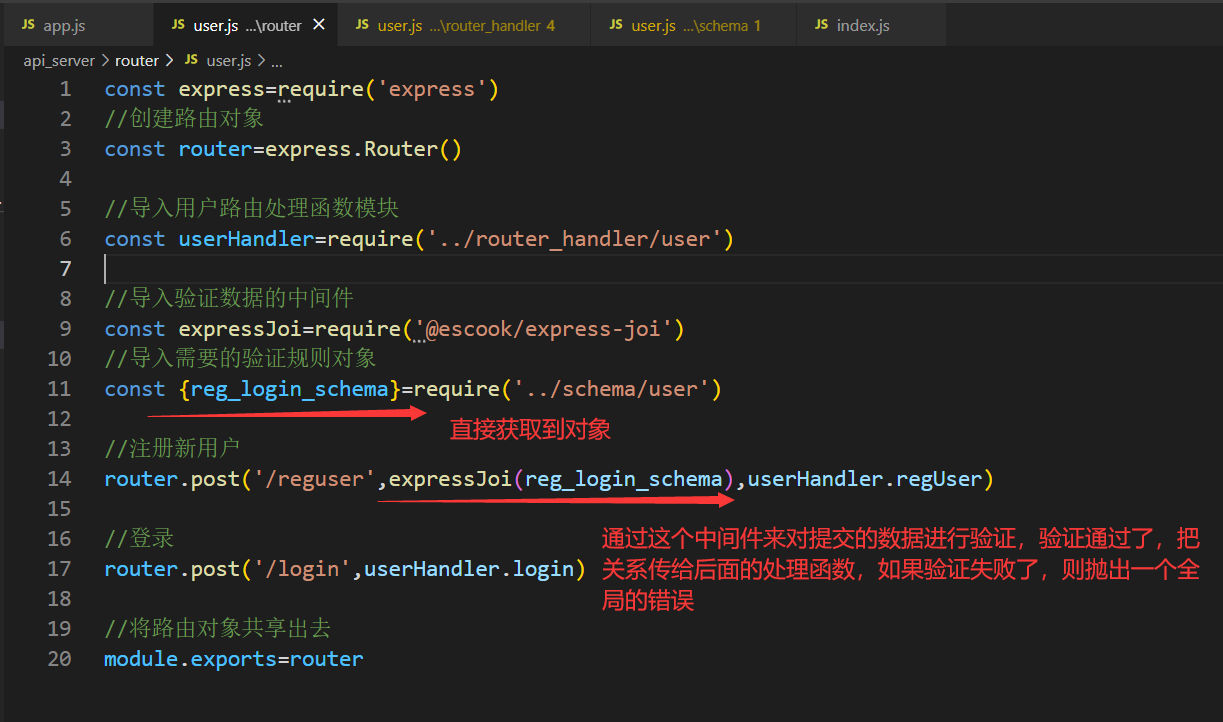 JS app.js JS user.js ...\router × JS user.js ...\router_handler 4 JS user.js ...\schema 1 JS index.js
api_server > router > JS user.js > ...
1 const express=require('express')
2 //创建路由对象
3 const router=express.Router()
4
5 //导入用户路由处理函数模块
6 const userHandler=require('../router_handler/user')
7
8 //导入验证数据的中间件
9 const expressJoi=require('@escook/express-joi')
10 //导入需要的验证规则对象
11 const {reg_login_schema}=require('../schema/user')
12
直接获取到对象
13 //注册新用户
14 router.post('/reguser',expressJoi(reg_login_schema),userHandler.regUser)
15
16 //登录
17 router.post('/login',userHandler.login)
18
通过这个中间件来对提交的数据进行验证，验证通过了，把
关系传给后面的处理函数，如果验证失败了，则抛出一个全
局的错误
19 //将路由对象共享出去
20 module.exports=router